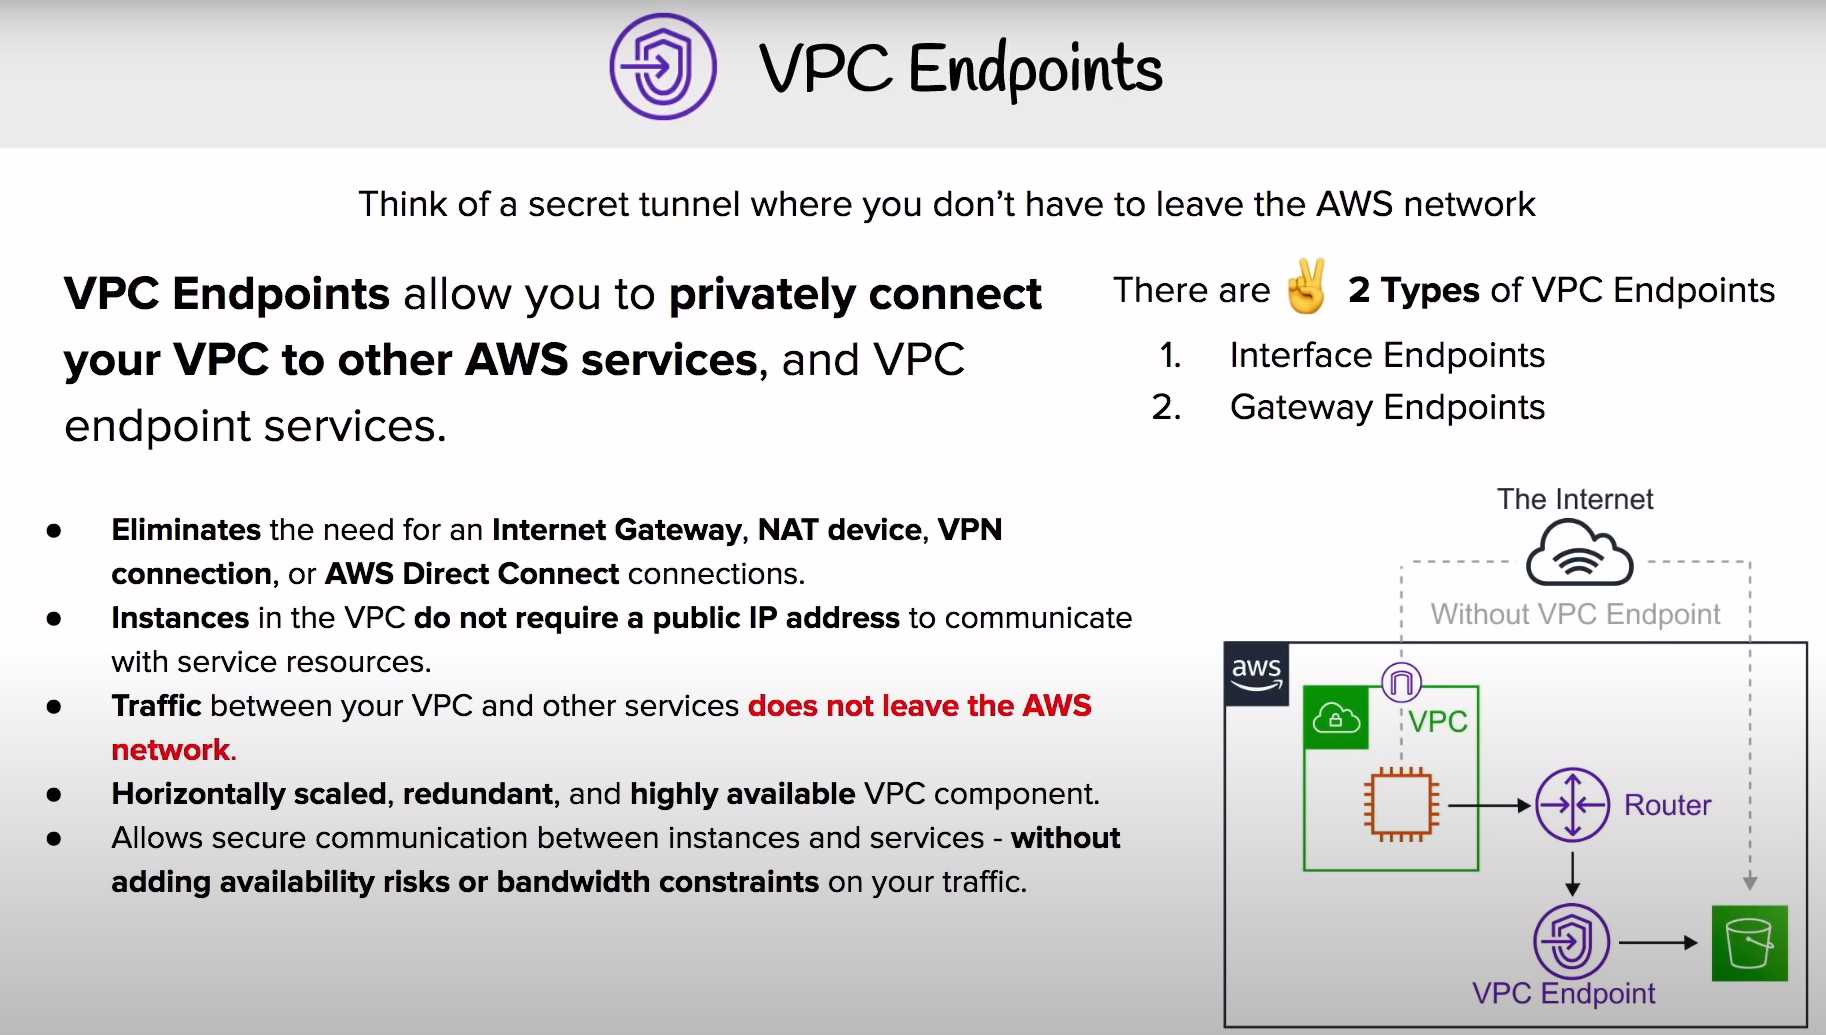 VPC Endpoints
Think of a secret tunnel where you don't have to leave the AWS network
VPC Endpoints allow you to privately connect
your VPC to other AWS services, and VPC
endpoint services.
There are ✌ 2 Types of VPC Endpoints
1. Interface Endpoints
2. Gateway Endpoints
● Eliminates the need for an Internet Gateway, NAT device, VPN
connection, or AWS Direct Connect connections.
● Instances in the VPC do not require a public IP address to communicate
with service resources.
● Traffic between your VPC and other services does not leave the AWS
network.
● Horizontally scaled, redundant, and highly available VPC component.
● Allows secure communication between instances and services - without
adding availability risks or bandwidth constraints on your traffic.
The Internet
Without VPC Endpoint
aws
VPC
Router
VPC Endpoint